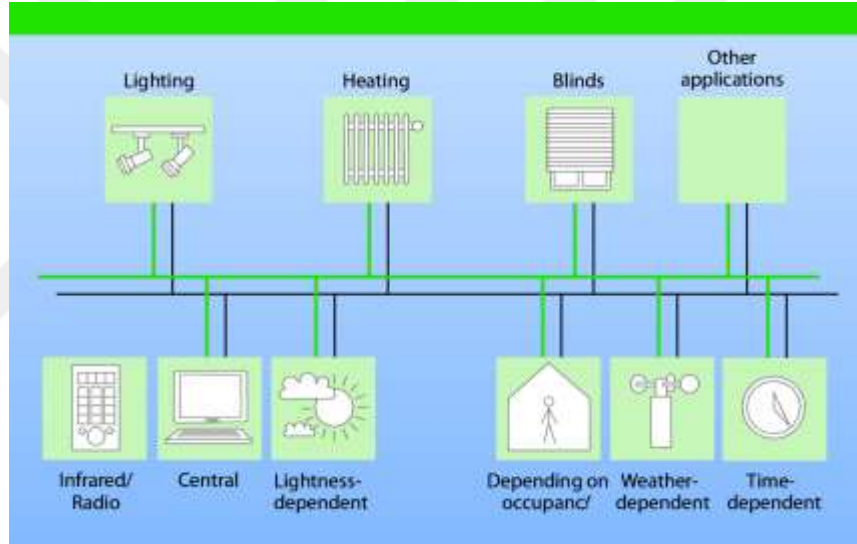 Lighting
Heating
Blinds
Other
applications
Infrared/
Radio
Central
Lightness-
dependent
Depending on
occupanc/
Weather-
dependent
Time-
dependent